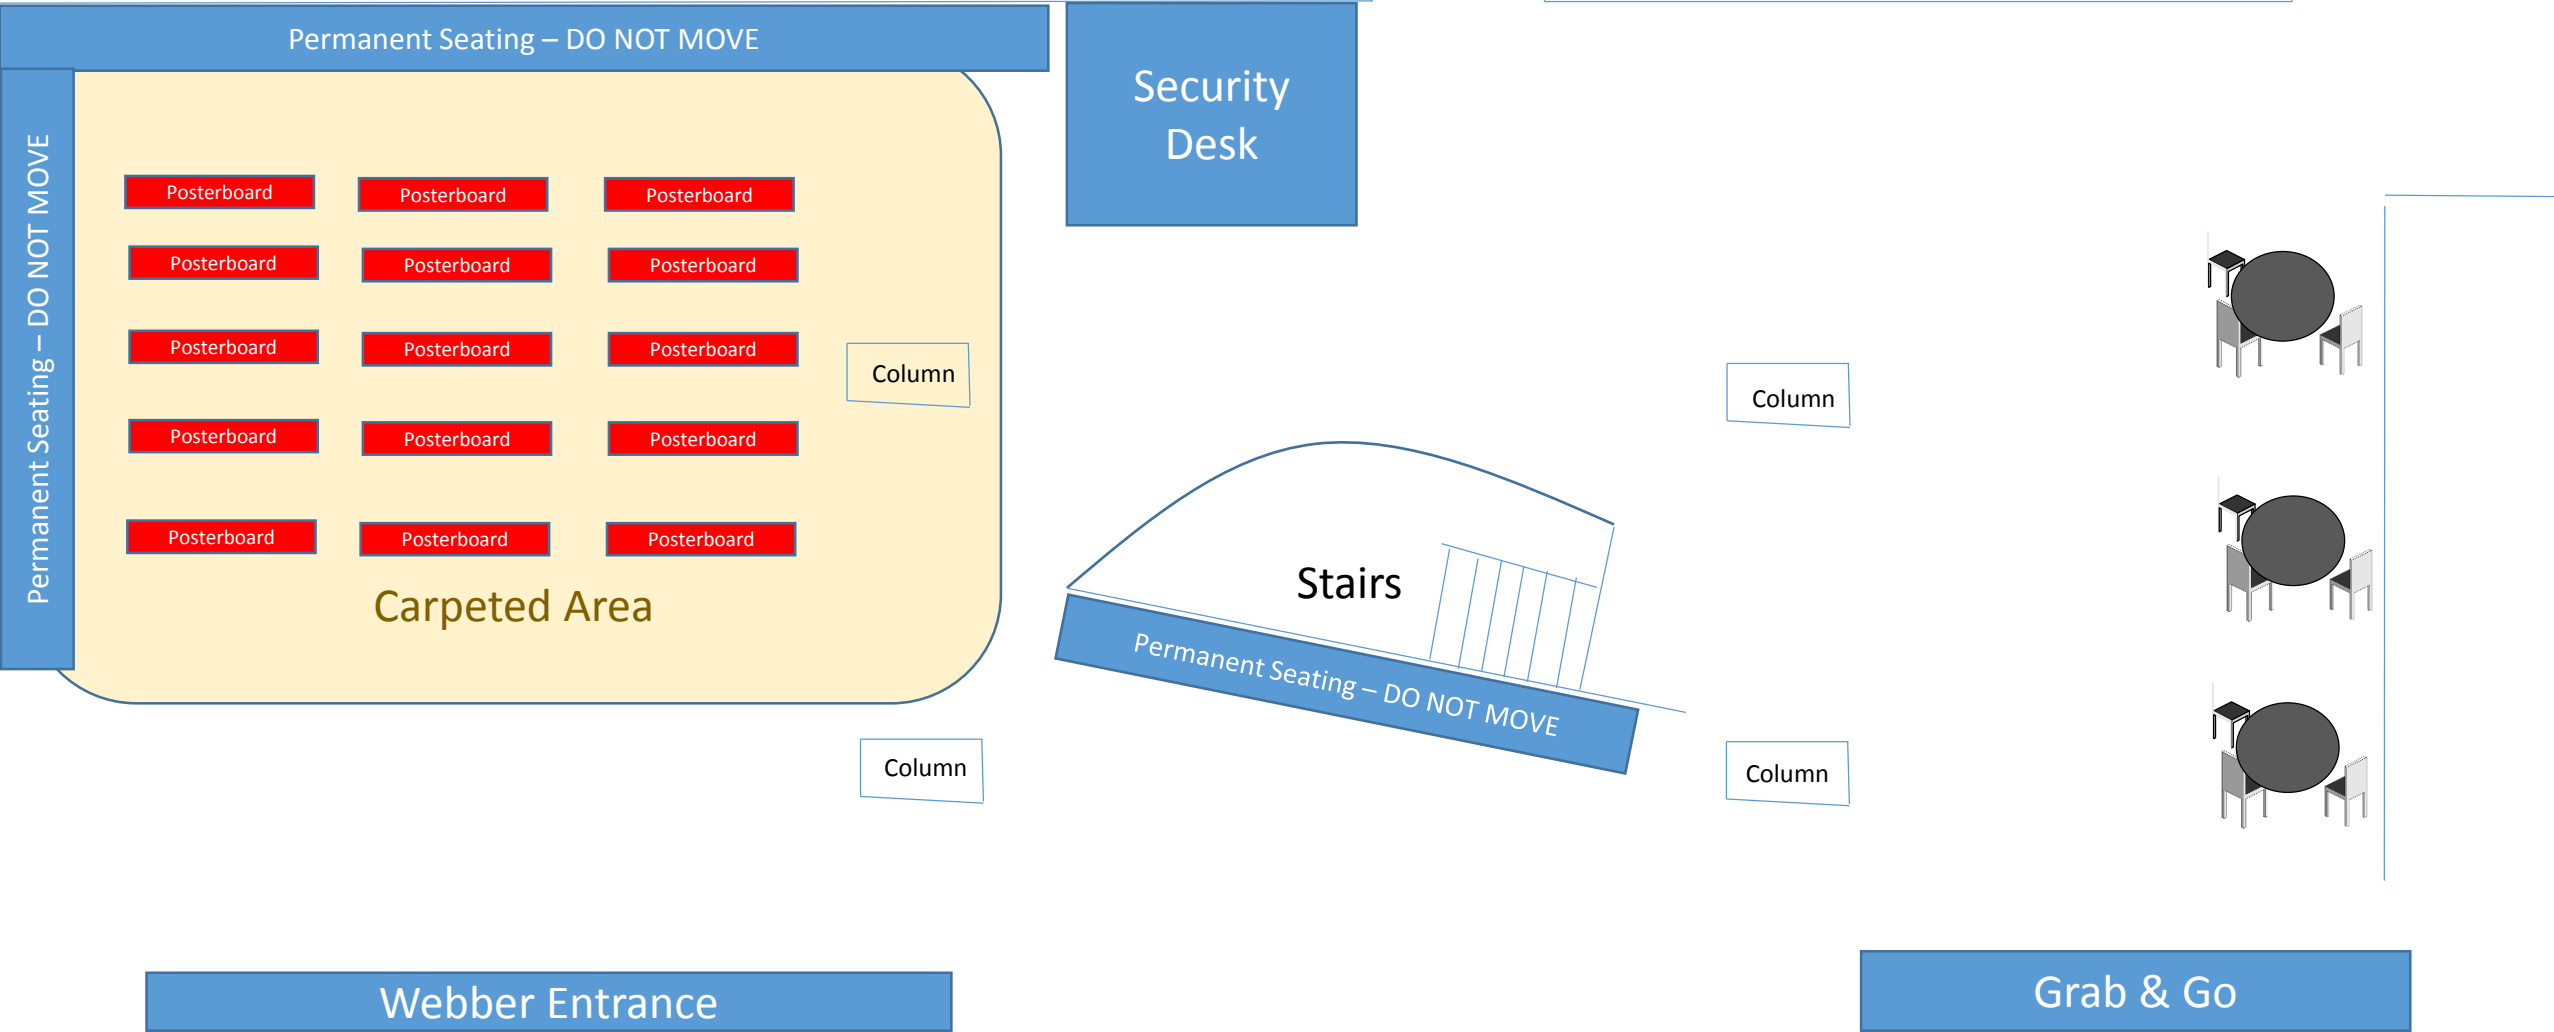 Permanent Seating – DO NOT MOVE
Security
Desk
Permanent Seating – DO NOT MOVE
Posterboard
Posterboard
Posterboard
Posterboard
Posterboard
Posterboard
Posterboard
Posterboard
Posterboard
Column
Column
Posterboard
Posterboard
Posterboard
Posterboard
Posterboard
Posterboard
Carpeted Area
Stairs
Permanent Seating – DO NOT MOVE
Column
Column
Webber Entrance
Grab & Go